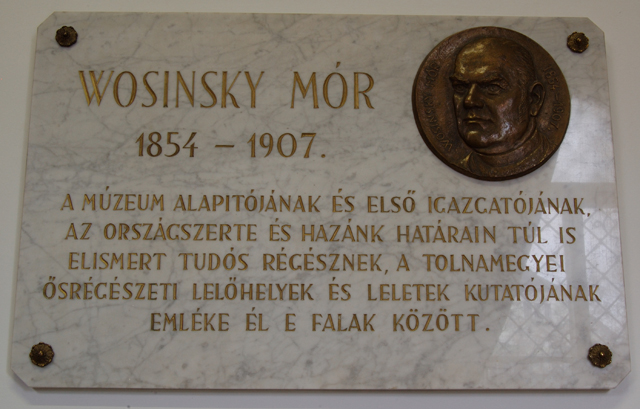 WOSINSKY MÓR
1854 – 1907.
A MÚZEUM ALAPITÓJÁNAK ÉS ELSŐ IGAZGATÓJÁNAK,
AZ ORSZÁGSZERTE ÉS HAZÁNK HATÁRAIN TÚL IS
ELISMERT TUDÓS RÉGÉSZNEK, A TOLNAMEGYEI
ŐSRÉGÉSZETI LELŐHELYEK ÉS LELETEK KUTATÓJÁNAK
EMLÉKE ÉL E FALAK KÖZÖTT.